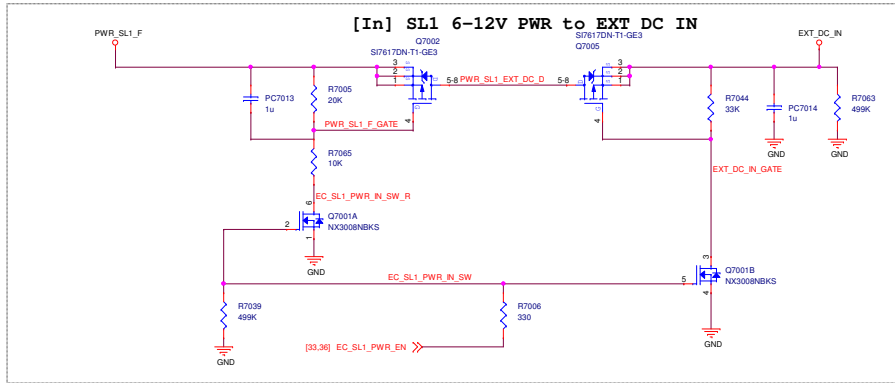 [In] SL1 6-12V PWR to EXT DC IN
PWR_SL1_F
Q7002
SI7617DN-T1-GE3
SI7617DN-T1-GE3
Q7005
EXT_DC_IN
3
2
1
S
S
S
G
D
4
5-8
PWR_SL1_EXT_DC_D
5-8
D
S
S
S
G
3
2
1
4
PC7013
1u
R7005
20K
R7044
33K
PC7014
1u
R7063
499K
GND
GND
PWR_SL1_F_GATE
R7065
10K
EXT_DC_IN_GATE
EC_SL1_PWR_IN_SW_R
6
2
1
Q7001A
NX3008NBKS
GND
EC_SL1_PWR_IN_SW
3
5
4
Q7001B
NX3008NBKS
R7039
499K
R7006
330
GND
[33,36] EC_SL1_PWR_EN
GND